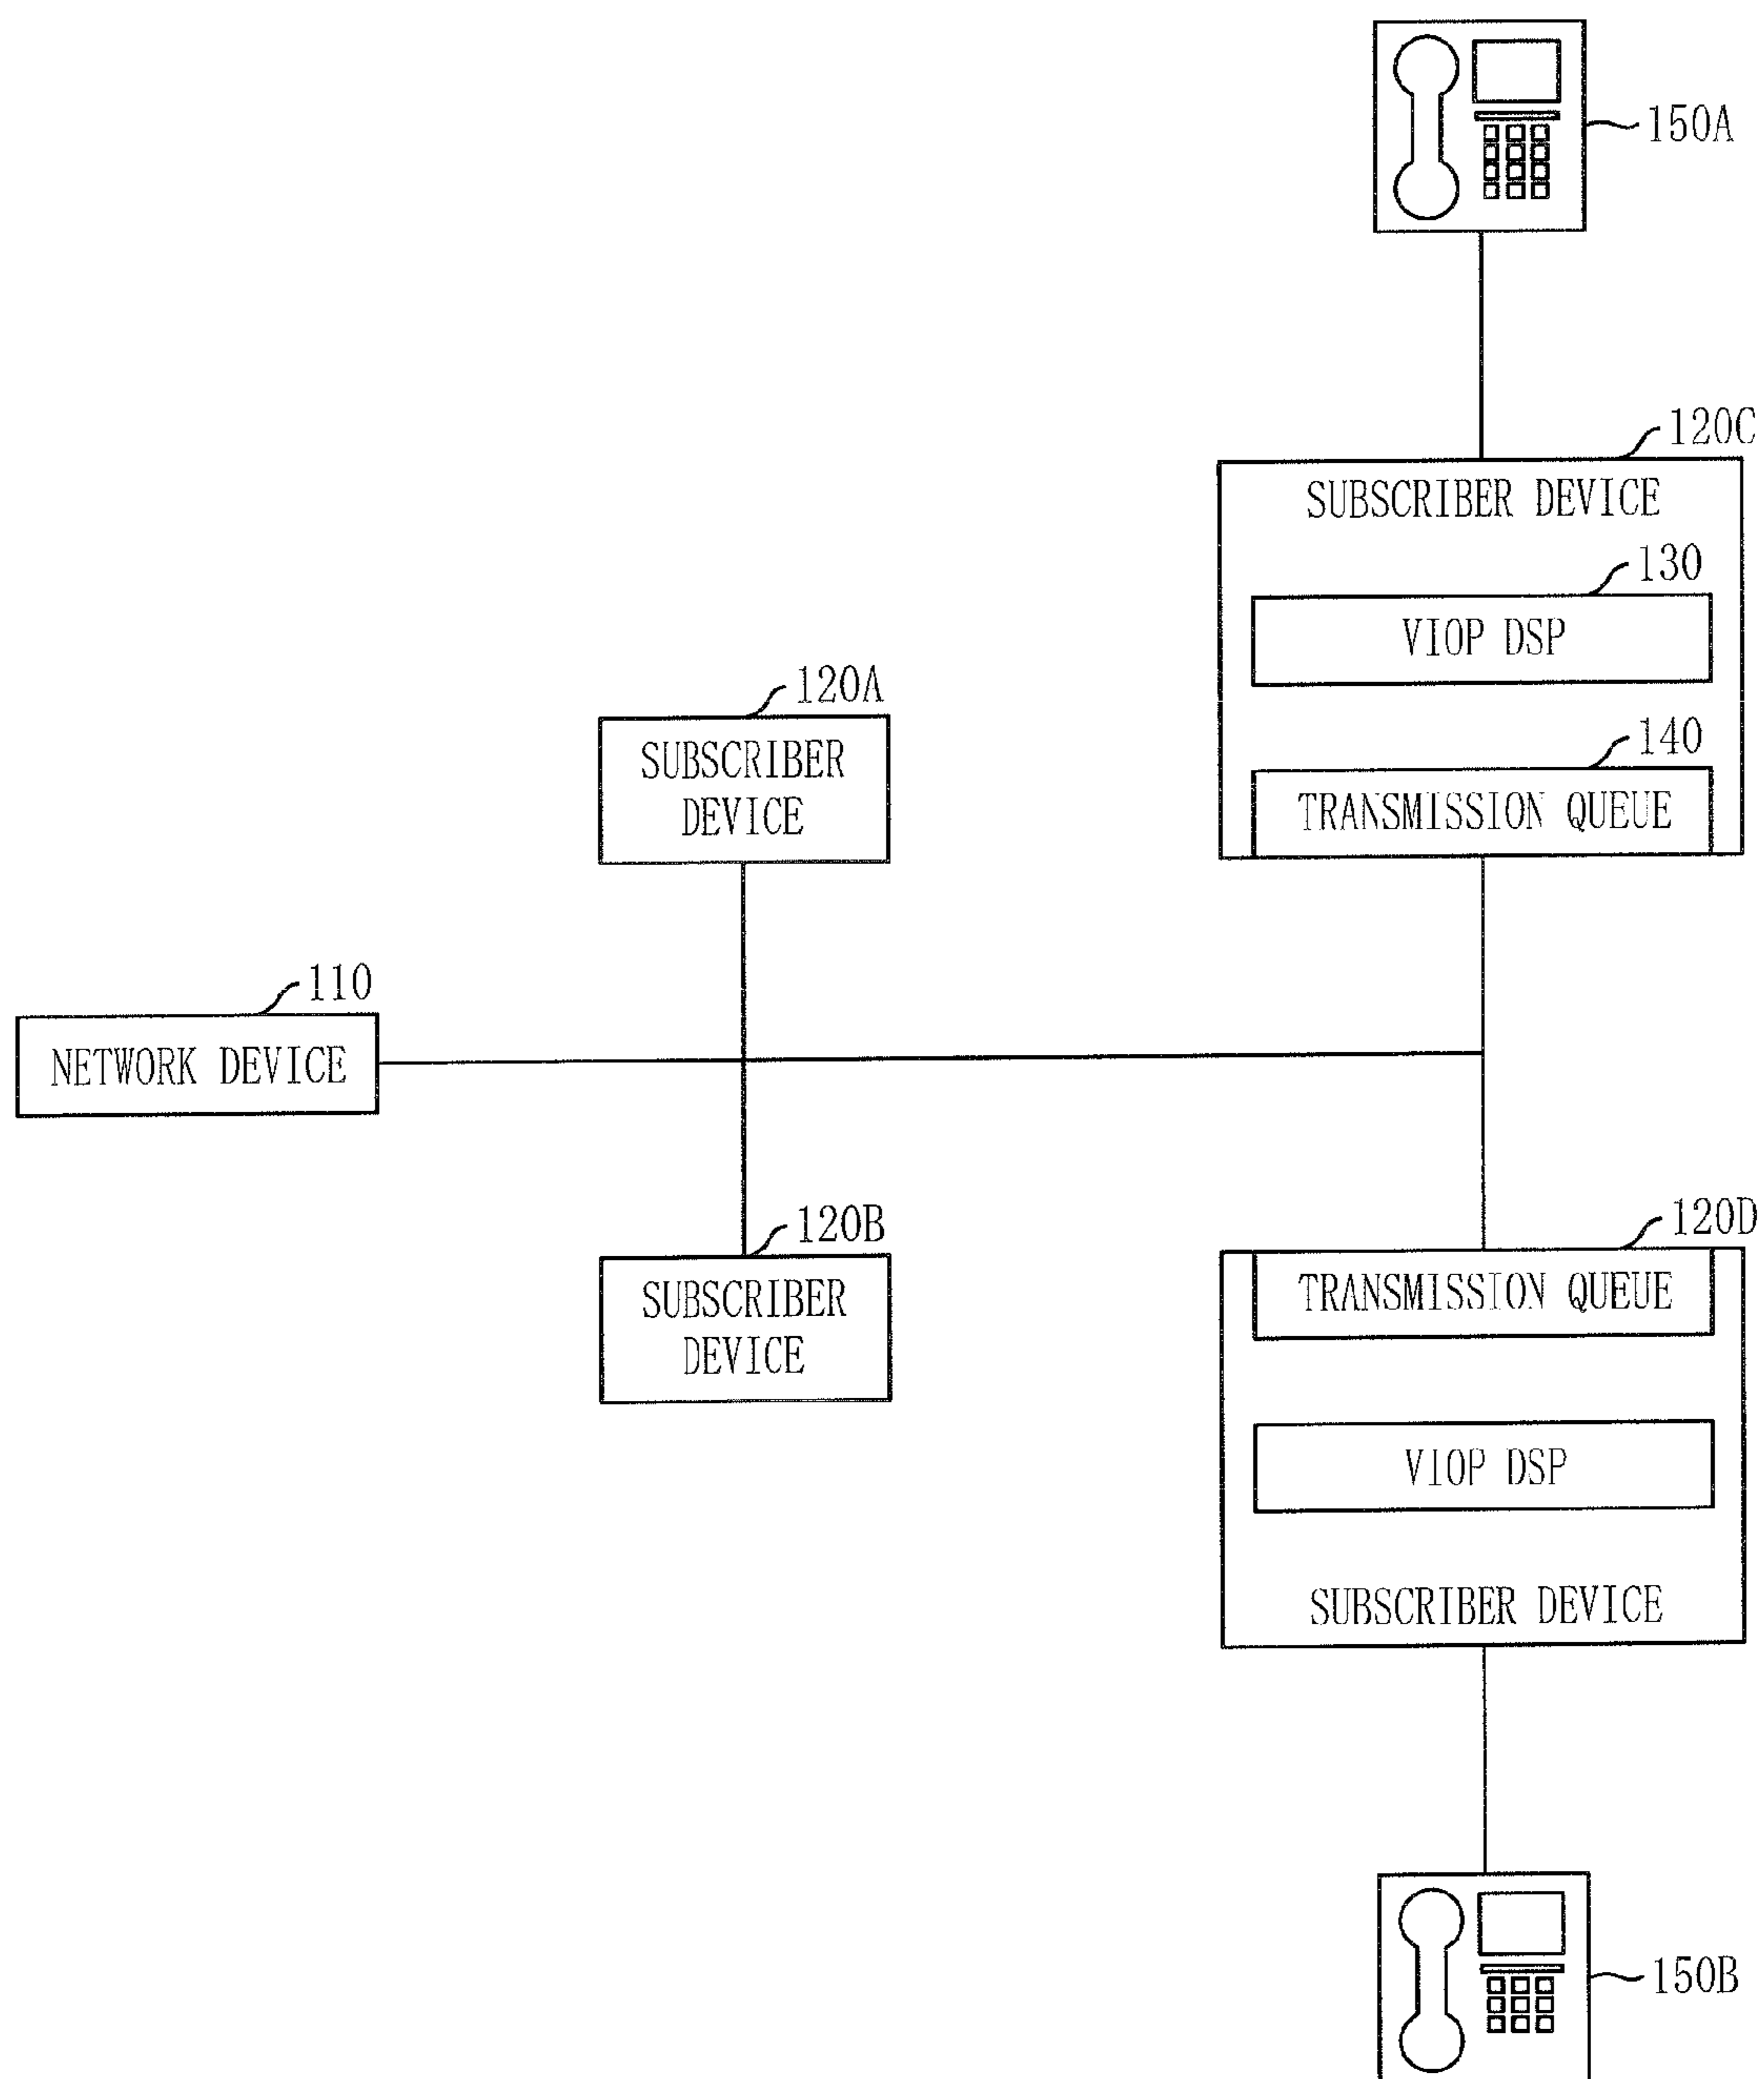 150A
120C
SUBSCRIBER DEVICE
130
VIOP DSP
140
TRANSMISSION QUEUE
120A
SUBSCRIBER
DEVICE
110
NETWORK DEVICE
120B
SUBSCRIBER
DEVICE
120D
TRANSMISSION QUEUE
VIOP DSP
SUBSCRIBER DEVICE
150B